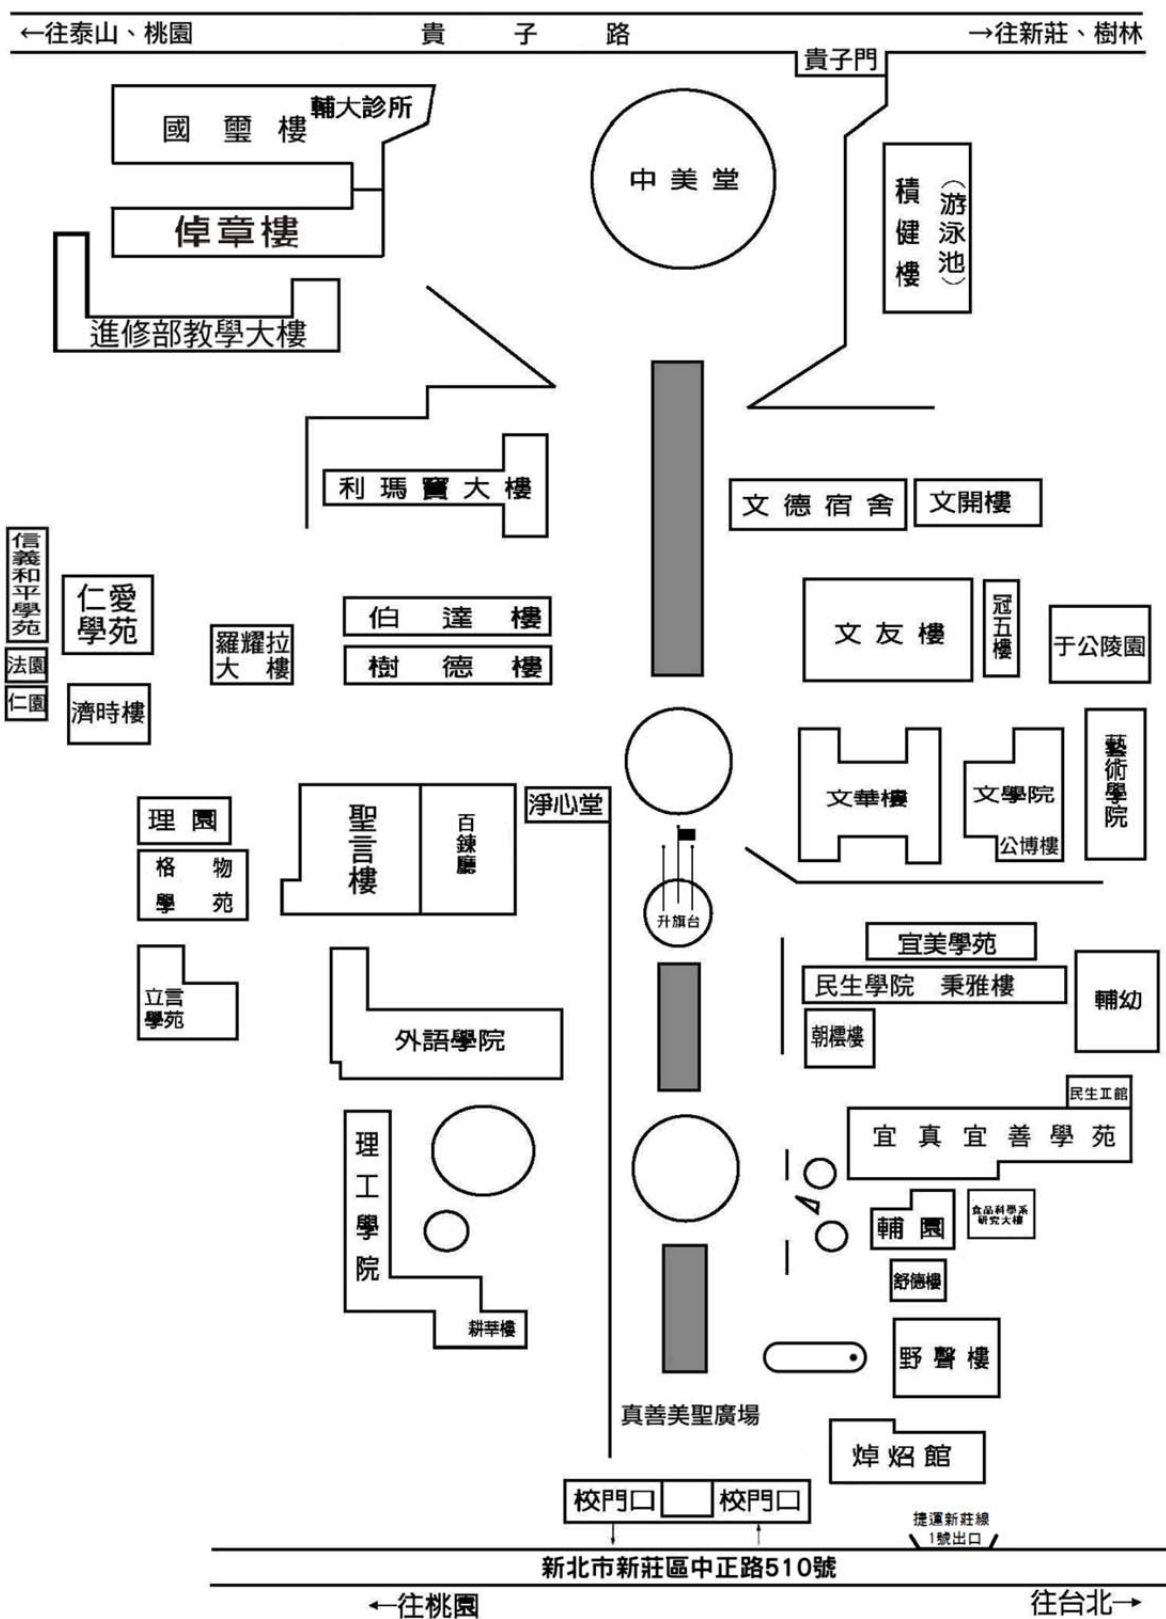 ←往泰山、桃園
貴子路
→往新莊、樹林
貴子門
輔大診所
國璽樓
中美堂
積健樓
（游泳池）
倬章樓
進修部教學大樓
利瑪竇大樓
文德宿舍
文開樓
信義和平學苑
仁愛
學苑
伯達樓
文友樓
冠五樓
于公陵園
羅耀拉
大樓
樹德樓
法園
仁園
濟時樓
藝術學院
文華樓
文學院
公博樓
淨心堂
理園
聖言樓
百鍊廳
格物
學苑
升旗台
宜美學苑
民生學院 秉雅樓
輔幼
立言
學苑
外語學院
朝橒樓
民生Ⅱ館
宜真宜善學苑
理工學院
食品科學系
研究大樓
輔園
舒德樓
耕莘樓
野聲樓
真善美聖廣場
焯炤館
校門口
校門口
捷運新莊線
1號出口
新北市新莊區中正路510號
←往桃園
往台北→